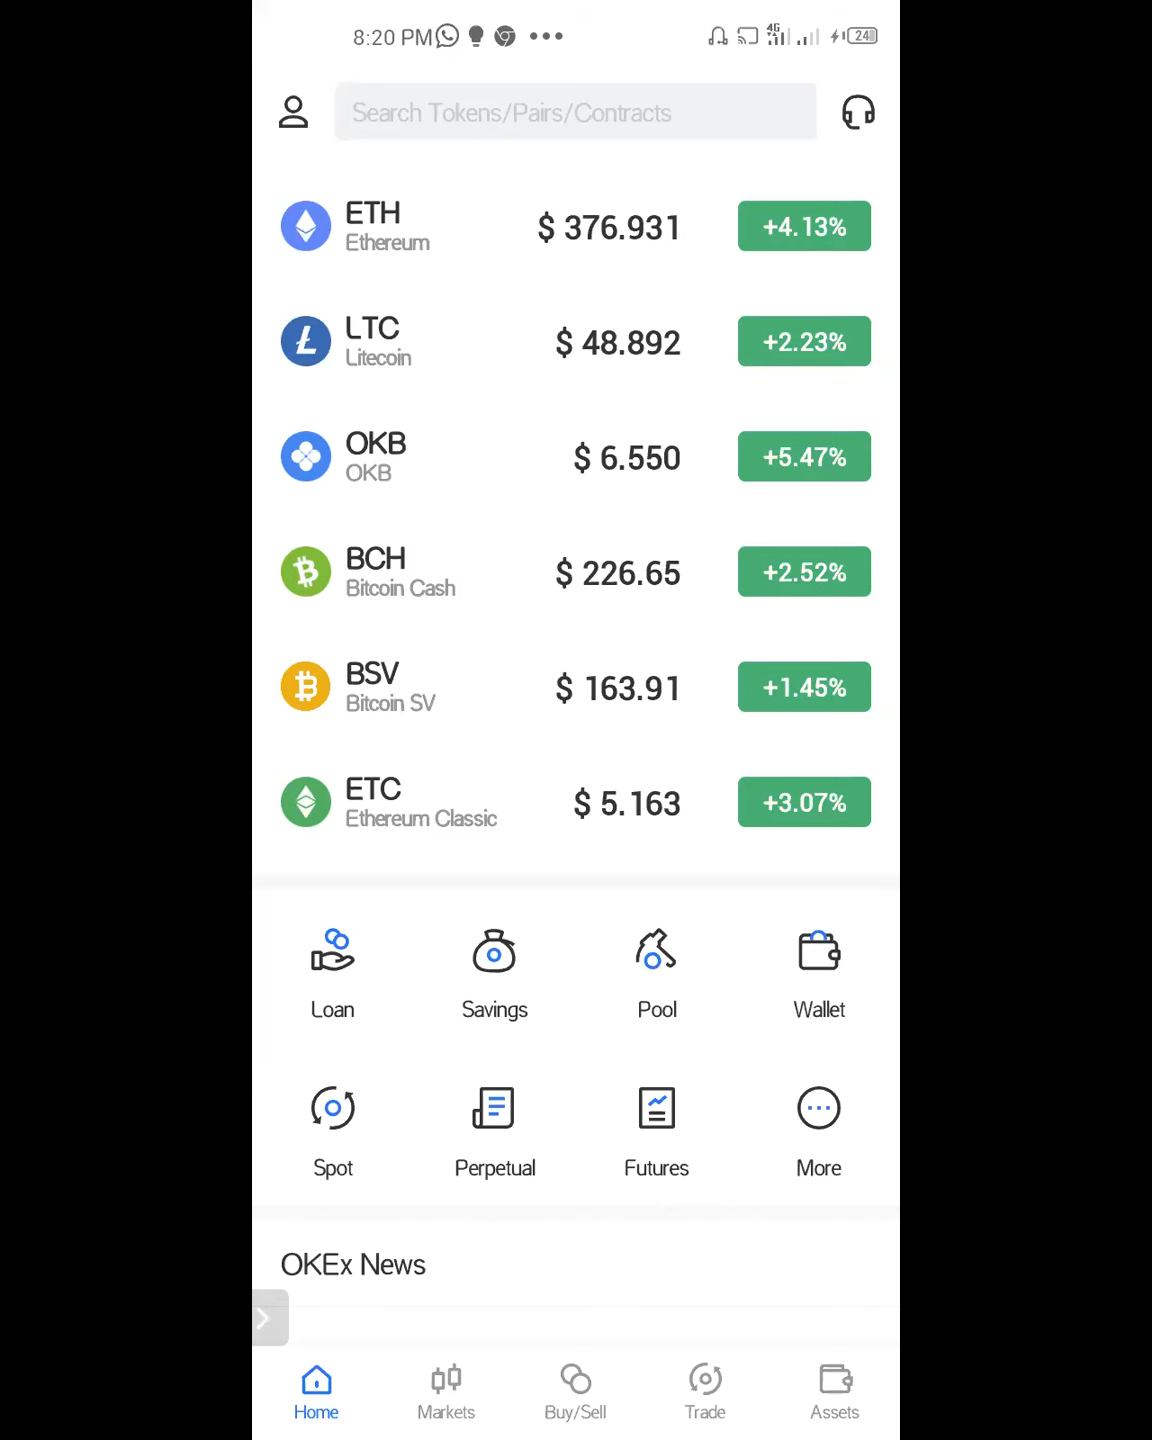 8:20 PM
4G
24
Search Tokens/Pairs/Contracts
ETH $ 376.931 +4.13%
Ethereum
LTC $ 48.892 +2.23%
Litecoin
OKB $ 6.550 +5.47%
OKB
BCH $ 226.65 +2.52%
Bitcoin Cash
BSV $ 163.91 +1.45%
Bitcoin SV
ETC $ 5.163 +3.07%
Ethereum Classic
Loan Savings Pool Wallet
Spot Perpetual Futures More
OKEx News
Home Markets Buy/Sell Trade Assets